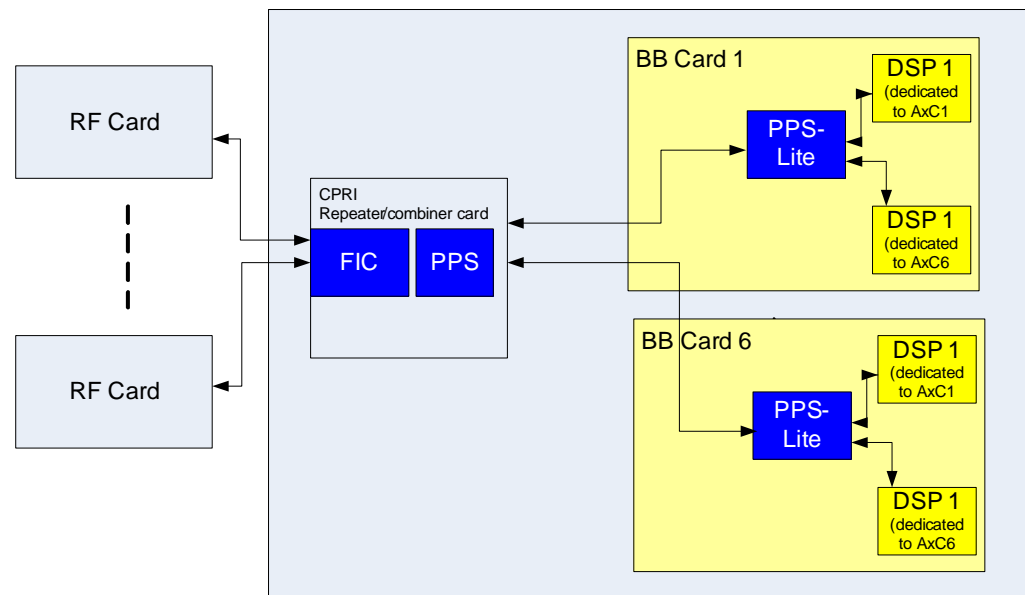 RF Card
RF Card
CPRI
Repeater/combiner card
FIC
PPS
BB Card 1
PPS-
Lite
DSP 1
(dedicated
to AxC1
DSP 1
(dedicated
to AxC6
BB Card 6
PPS-
Lite
DSP 1
(dedicated
to AxC1
DSP 1
(dedicated
to AxC6